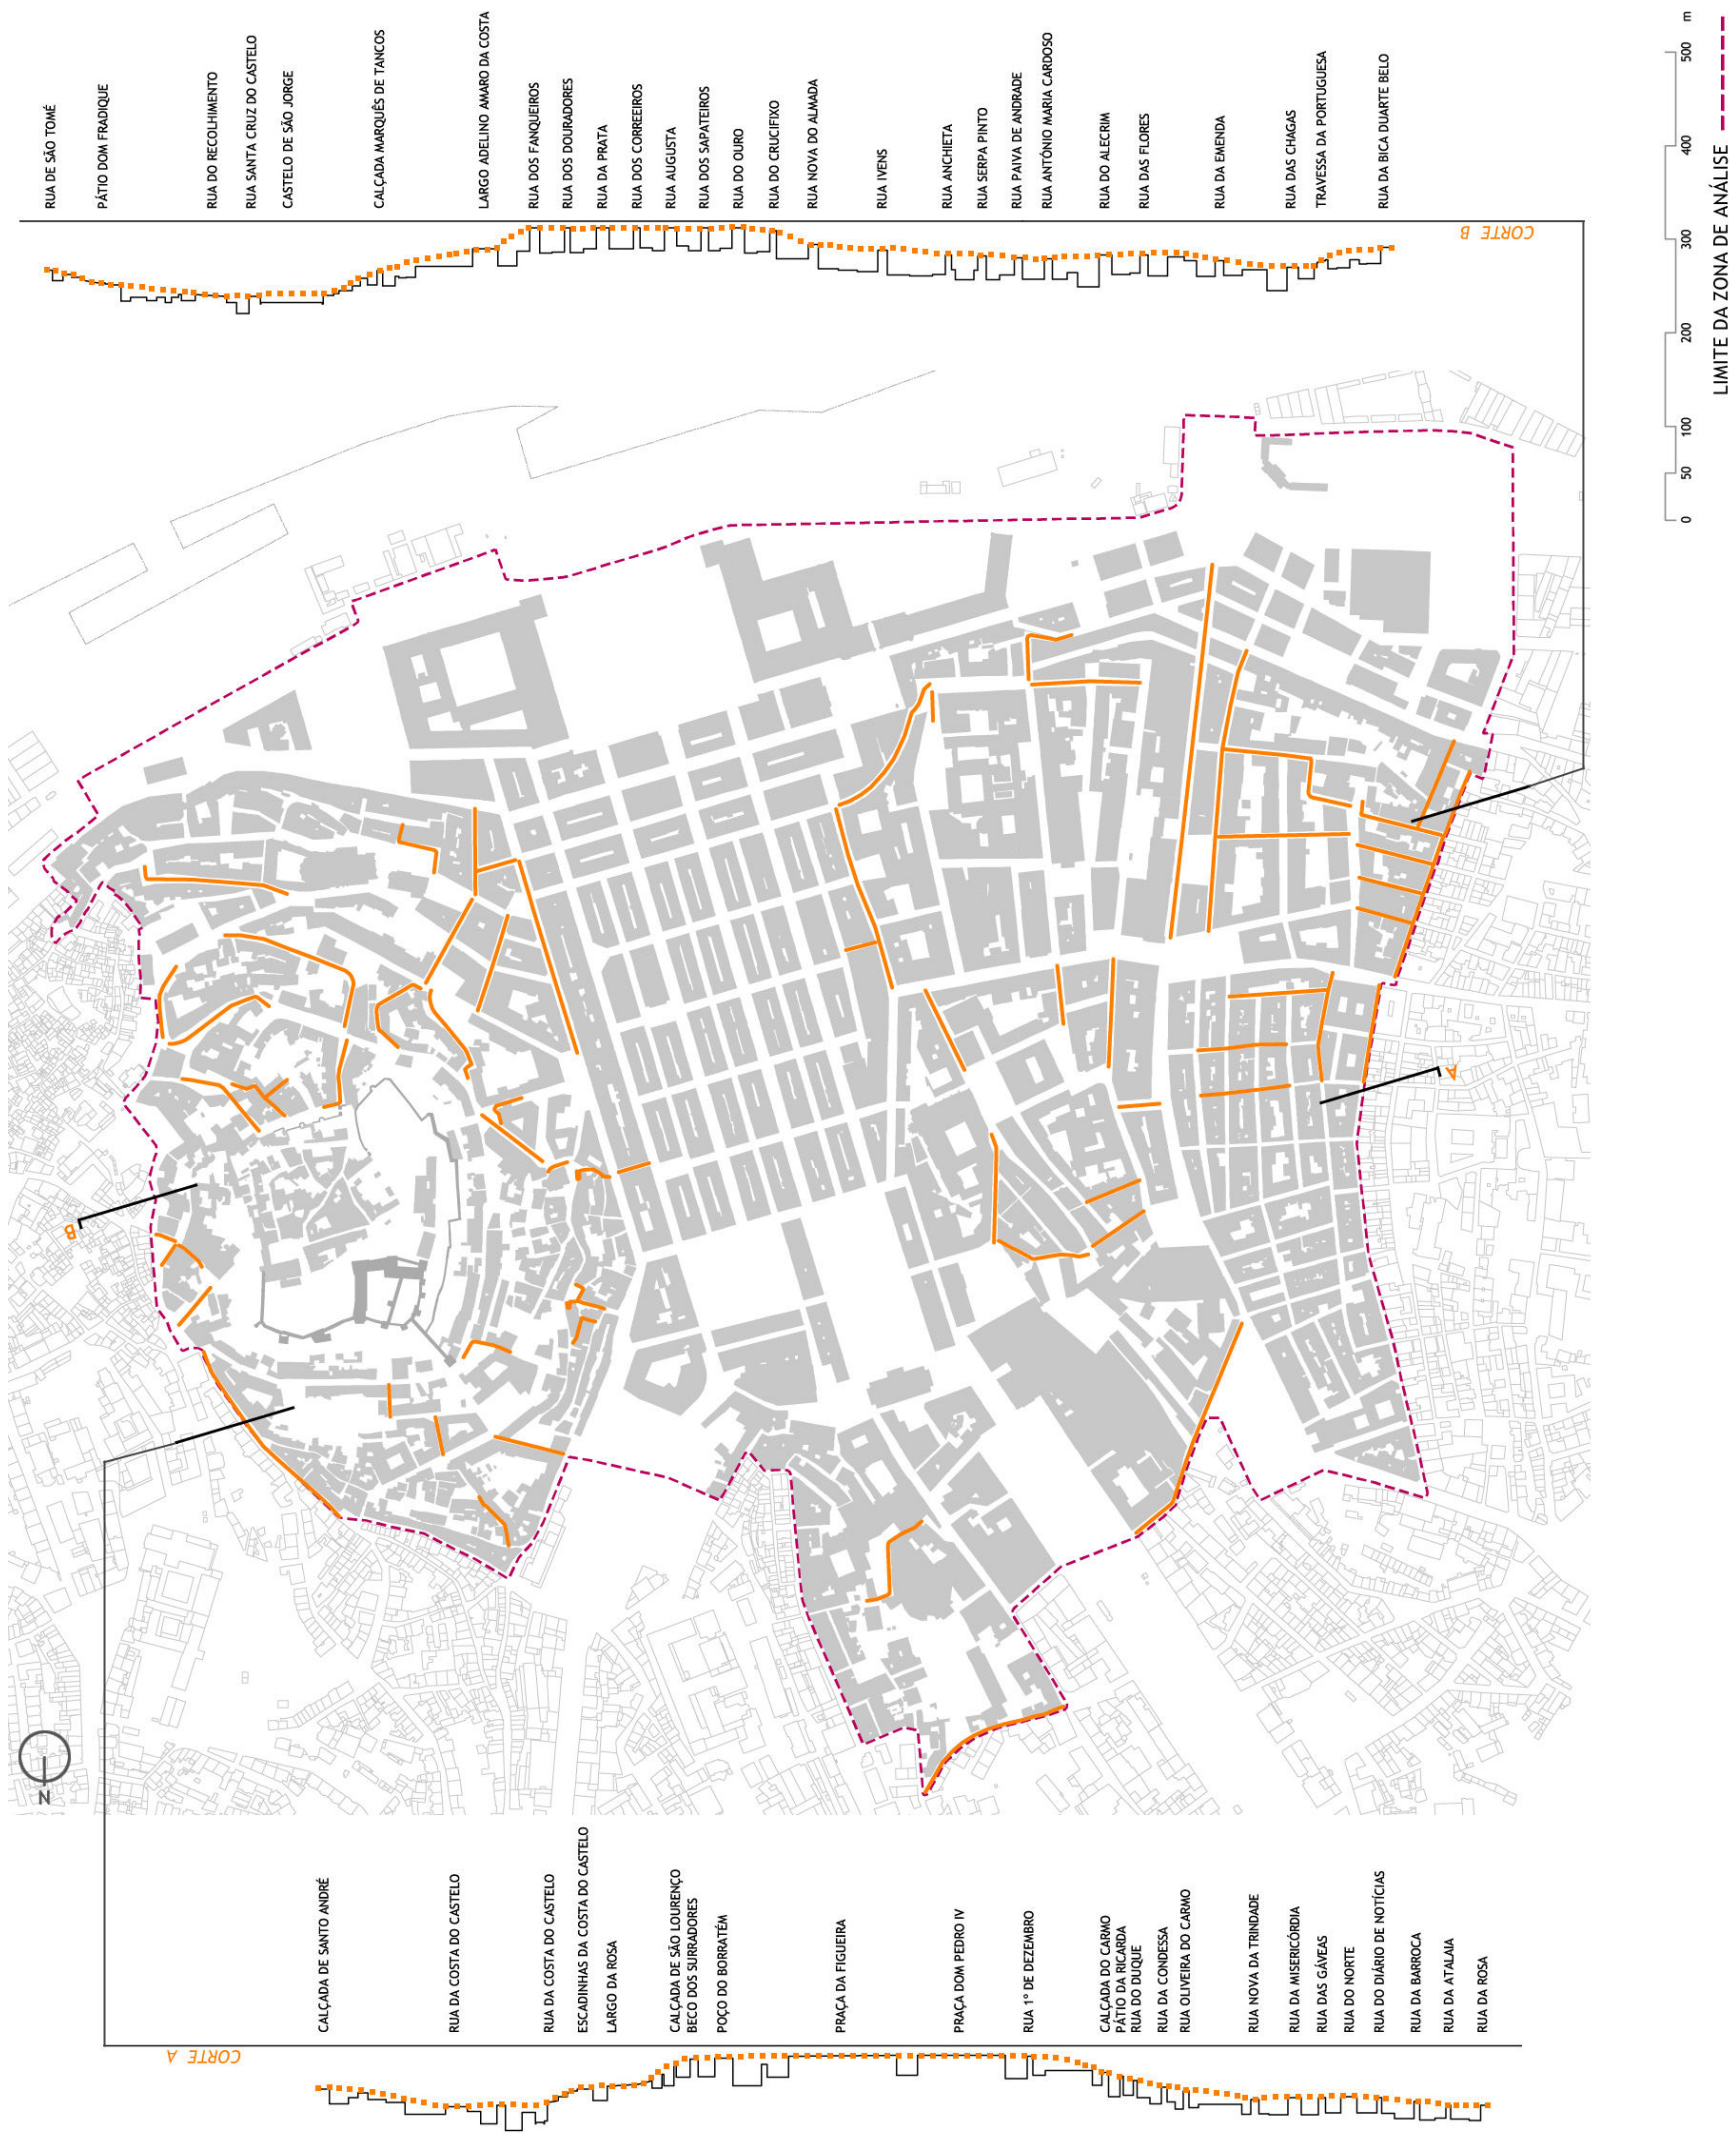 RUA DE SÃO TOMÉ
PÁTIO DOM FRADIQUE
RUA DO RECOLHIMENTO
RUA SANTA CRUZ DO CASTELO
CASTELO DE SÃO JORGE
CALÇADA MARQUÊS DE TANCOS
LARGO ADELINO AMARO DA COSTA
RUA DOS FANQUEIROS
RUA DOS DOURADORES
RUA DA PRATA
RUA DOS CORREEIROS
RUA AUGUSTA
RUA DOS SAPATEIROS
RUA DO OURO
RUA DO CRUCIFIXO
RUA NOVA DO ALMADA
RUA IVENS
RUA ANCHIETA
RUA SERPA PINTO
RUA PAIVA DE ANDRADE
RUA ANTÓNIO MARIA CARDOSO
RUA DO ALECRIM
RUA DAS FLORES
RUA DA EMENDA
RUA DAS CHAGAS
TRAVESSA DA PORTUGUESA
RUA DA BICA DUARTE BELO
CORTE B
0 50 100 200 300 400 500 m
LIMITE DA ZONA DE ANÁLISE
B
A
N
CALÇADA DE SANTO ANDRÉ
RUA DA COSTA DO CASTELO
RUA DA COSTA DO CASTELO
ESCADINHAS DA COSTA DO CASTELO
LARGO DA ROSA
CALÇADA DE SÃO LOURENÇO
BECO DOS SURRADORES
POÇO DO BORRATÉM
PRAÇA DA FIGUEIRA
PRAÇA DOM PEDRO IV
RUA 1º DE DEZEMBRO
CALÇADA DO CARMO
PÁTIO DA RICARDA
RUA DO DUQUE
RUA DA CONDESSA
RUA OLIVEIRA DO CARMO
RUA NOVA DA TRINDADE
RUA DA MISERICÓRDIA
RUA DAS GÁVEAS
RUA DO NORTE
RUA DO DIÁRIO DE NOTÍCIAS
RUA DA BARROCA
RUA DA ATALAIA
RUA DA ROSA
CORTE A